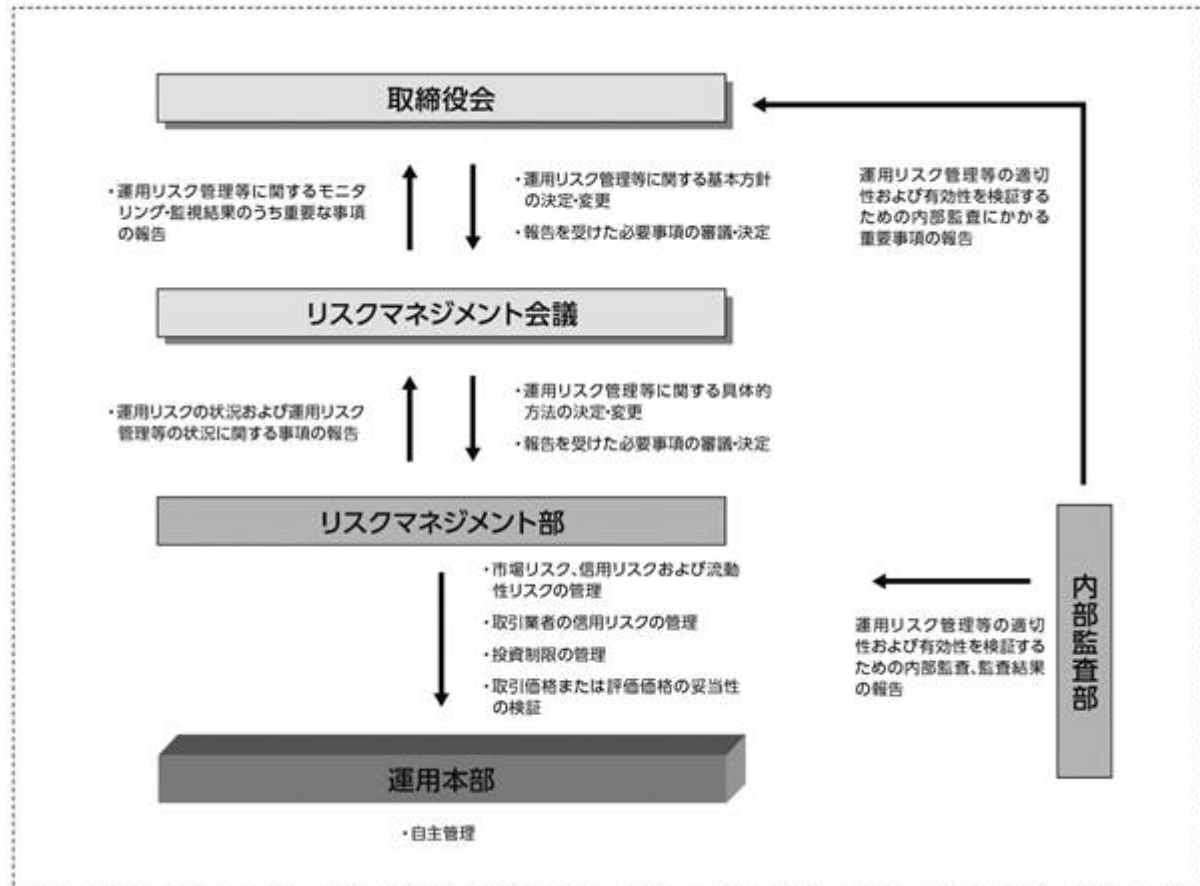 取締役会
・運用リスク管理等に関するモニタ
リング・監視結果のうち重要な事項
の報告
・運用リスク管理等に関する基本方針
の決定・変更
・報告を受けた必要事項の審議・決定
運用リスク管理等の適切
性および有効性を検証する
ための内部監査にかかる
重要事項の報告
リスクマネジメント会議
・運用リスクの状況および運用リスク
管理等の状況に関する事項の報告
・運用リスク管理等に関する具体的
方法の決定・変更
・報告を受けた必要事項の審議・決定
リスクマネジメント部
・市場リスク、信用リスクおよび流動
性リスクの管理
・取引業者の信用リスクの管理
・投資制限の管理
・取引価格または評価価格の妥当性
の検証
運用リスク管理等の適切
性および有効性を検証する
ための内部監査、監査結果
の報告
内部監査部
運用本部
・自主管理